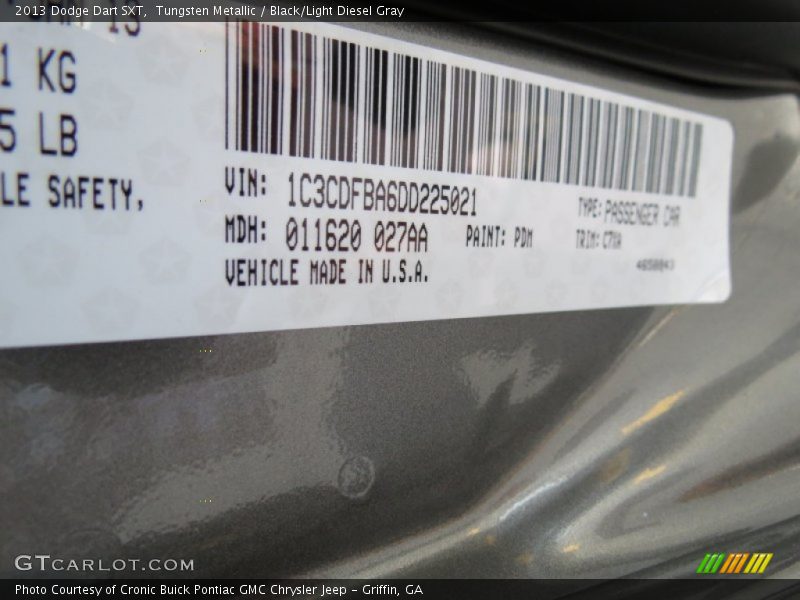 2013 Dodge Dart SXT,  Tungsten Metallic / Black/Light Diesel Gray
13
1 KG
5 LB
LE SAFETY,
VIN: 1C3CDFBA6DD225021
TYPE: PASSENGER CAR
MDH: 011620 027AA PAINT: PDM
TRIM: C7XA
VEHICLE MADE IN U.S.A.
GTCARLOT.COM
Photo Courtesy of Cronic Buick Pontiac GMC Chrysler Jeep - Griffin, GA